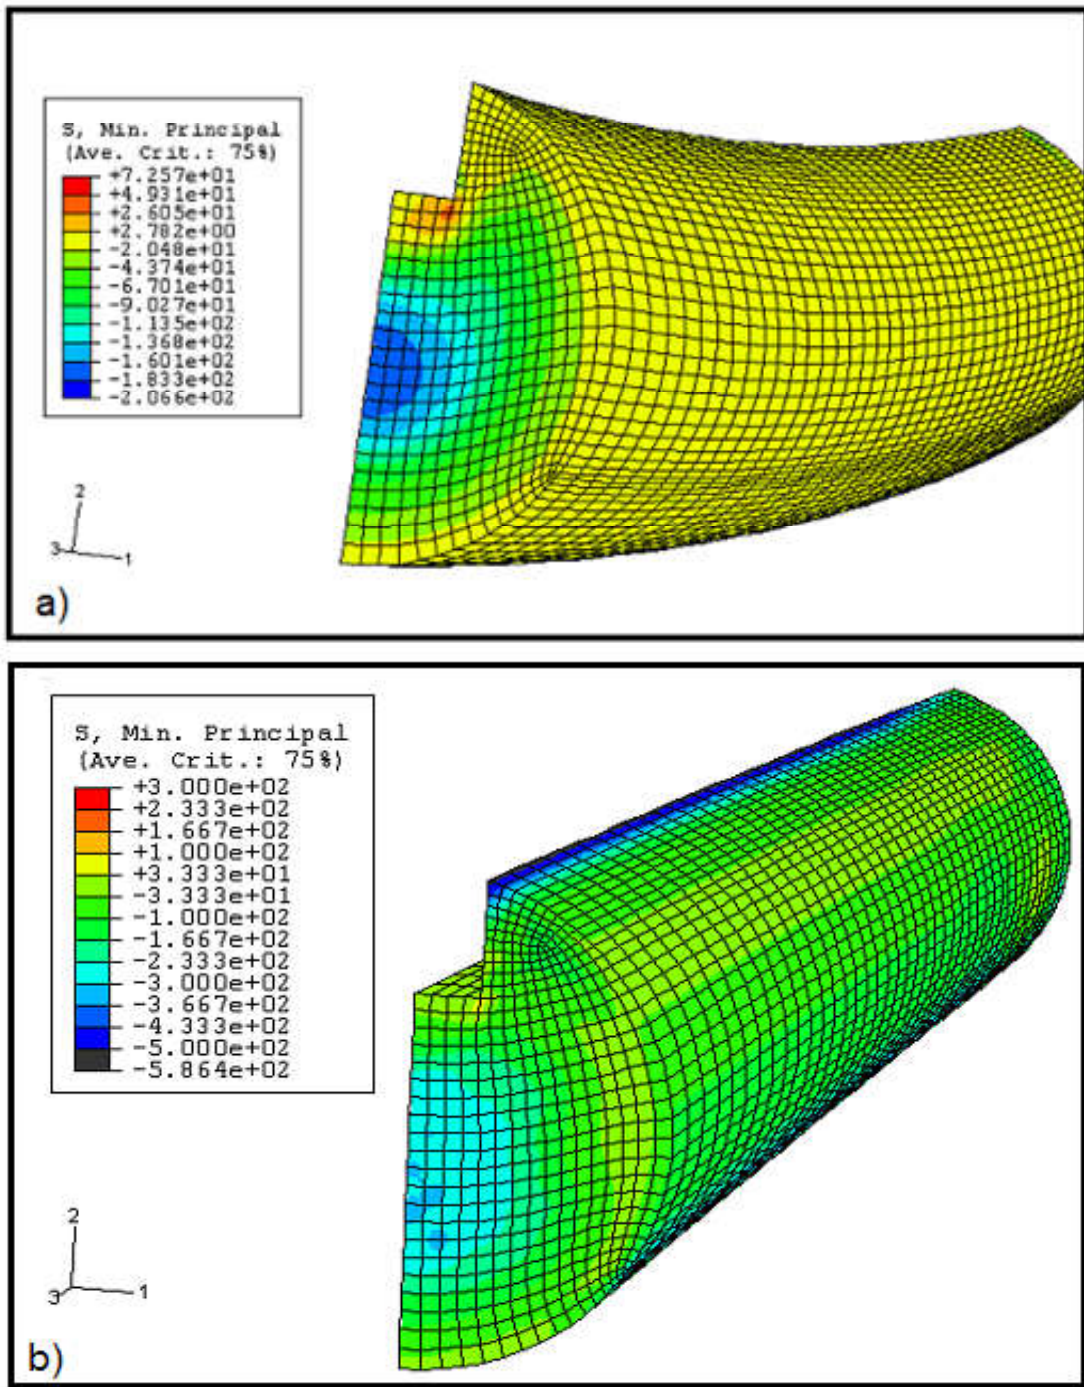 S, Min. Principal
(Ave. Crit.: 75%)
+7.257e+01
+4.931e+01
+2.605e+01
+2.782e+00
-2.048e+01
-4.374e+01
-6.701e+01
-9.027e+01
-1.135e+02
-1.368e+02
-1.601e+02
-1.833e+02
-2.066e+02
2
3
1
a)
S, Min. Principal
(Ave. Crit.: 75%)
+3.000e+02
+2.333e+02
+1.667e+02
+1.000e+02
+3.333e+01
-3.333e+01
-1.000e+02
-1.667e+02
-2.333e+02
-3.000e+02
-3.667e+02
-4.333e+02
-5.000e+02
-5.864e+02
2
3
1
b)